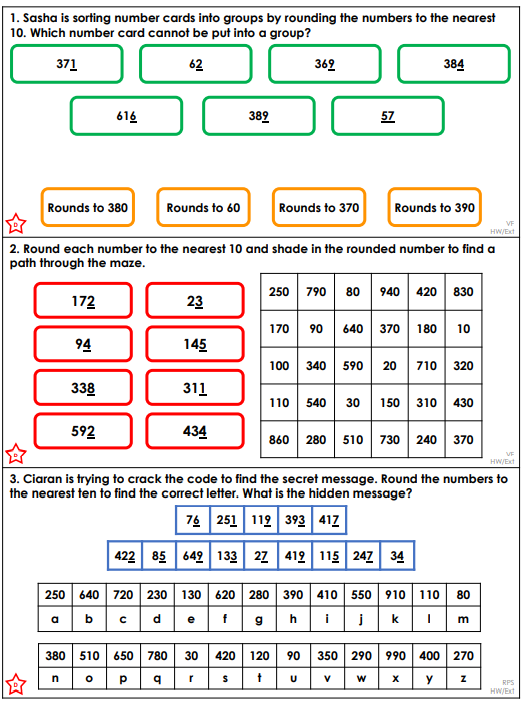 1. Sasha is sorting number cards into groups by rounding the numbers to the nearest
10. Which number card cannot be put into a group?
371 62 369 384
616 389 57
Rounds to 380 Rounds to 60 Rounds to 370 Rounds to 390
D
VF
HW/Ext
2. Round each number to the nearest 10 and shade in the rounded number to find a
path through the maze.
172 23
94 145
338 311
592 434
250 790 80 940 420 830
170 90 640 370 180 10
100 340 590 20 710 320
110 540 30 150 310 430
860 280 510 730 240 370
D
VF
HW/Ext
3. Ciaran is trying to crack the code to find the secret message. Round the numbers to
the nearest ten to find the correct letter. What is the hidden message?
76 251 119 393 417
422 85 649 133 27 419 115 247 34
250 640 720 230 130 620 280 390 410 550 910 110 80
a b c d e f g h i j k l m
380 510 650 780 30 420 120 90 350 290 990 400 270
n o p q r s t u v w x y z
D
RPS
HW/Ext